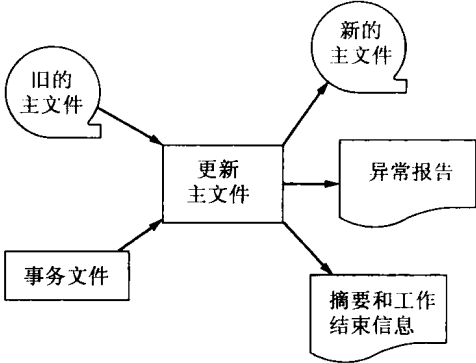 新的
主文件
旧的
主文件
更新
主文件
异常报告
事务文件
摘要和工作
结束信息